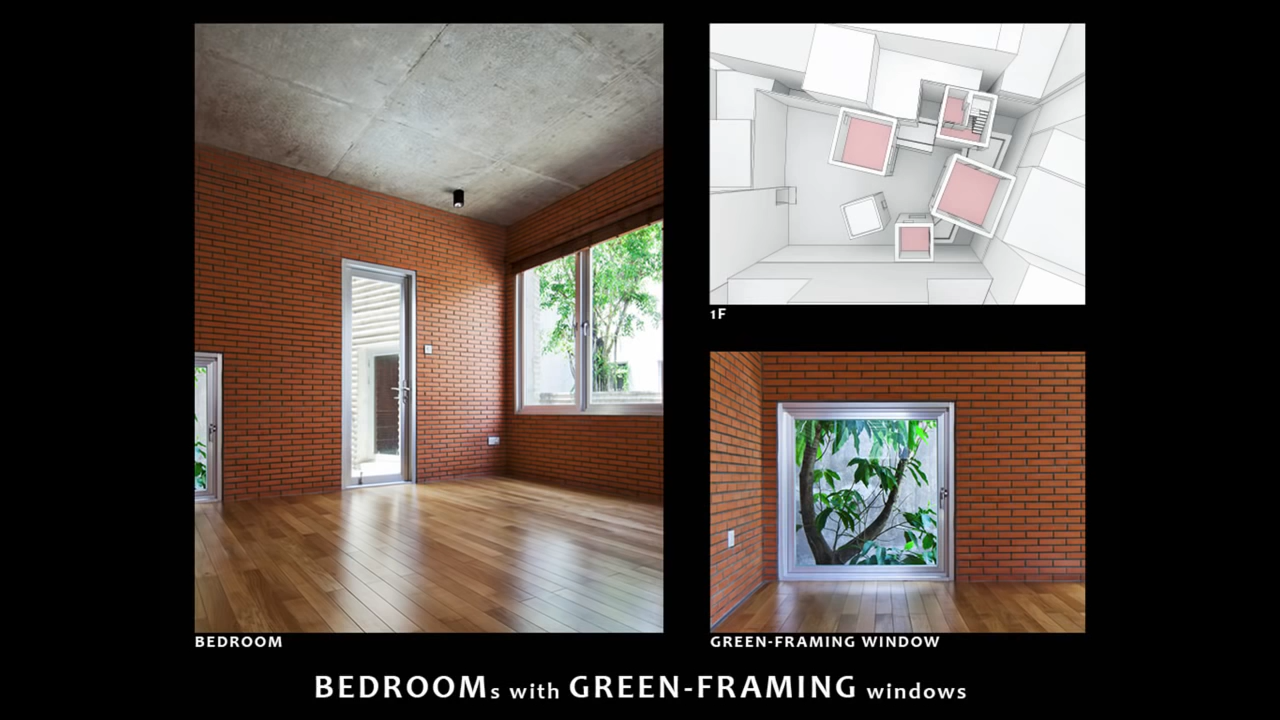 1F
BEDROOM
GREEN-FRAMING WINDOW
BEDROOMs with GREEN-FRAMING windows